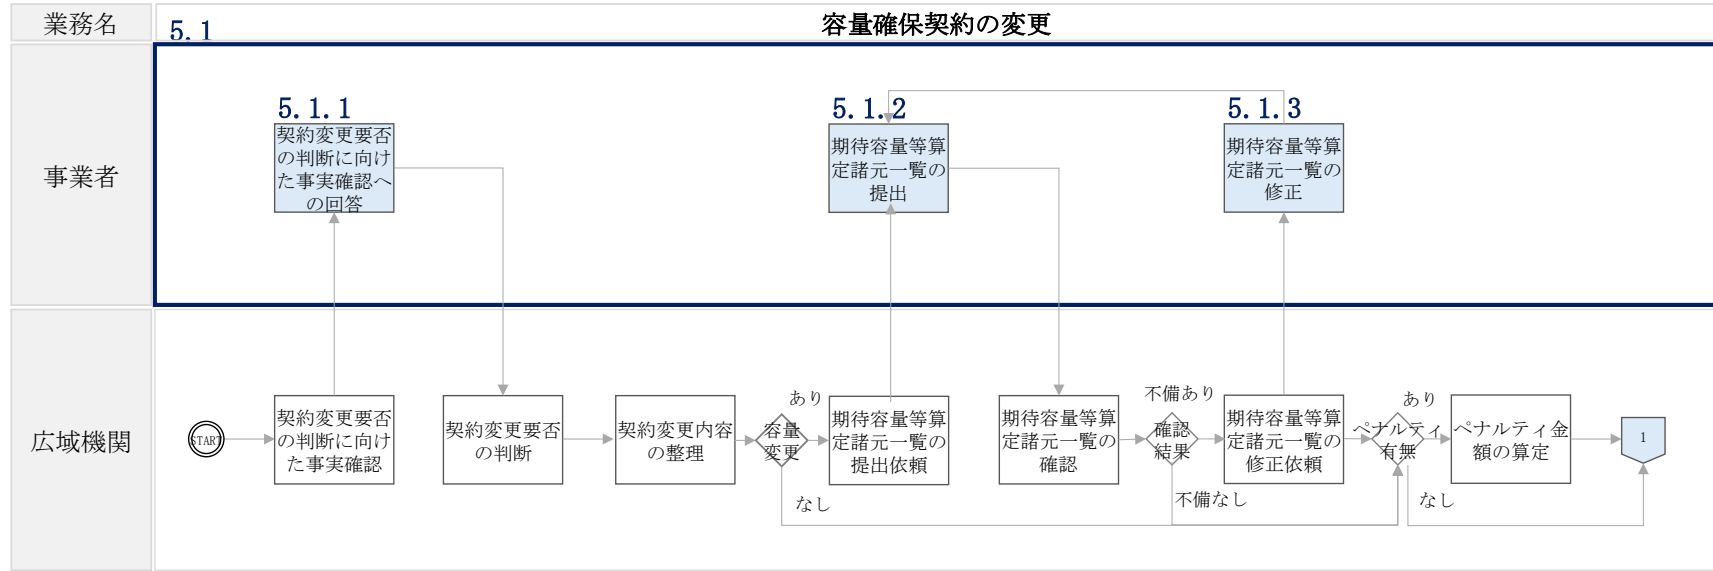 業務名
5.1
容量確保契約の変更
事業者
5.1.1
契約変更要否
の判断に向け
た事実確認へ
の回答
5.1.2
期待容量等算
定諸元一覧の
提出
5.1.3
期待容量等算
定諸元一覧の
修正
広域機関
START
契約変更要否
の判断に向け
た事実確認
契約変更要否
の判断
契約変更内容
の整理
容量
変更
あり
なし
期待容量等算
定諸元一覧の
提出依頼
期待容量等算
定諸元一覧の
確認
不備あり
確認
結果
不備なし
期待容量等算
定諸元一覧の
修正依頼
ペナルティ
有無
あり
なし
ペナルティ金
額の算定
1